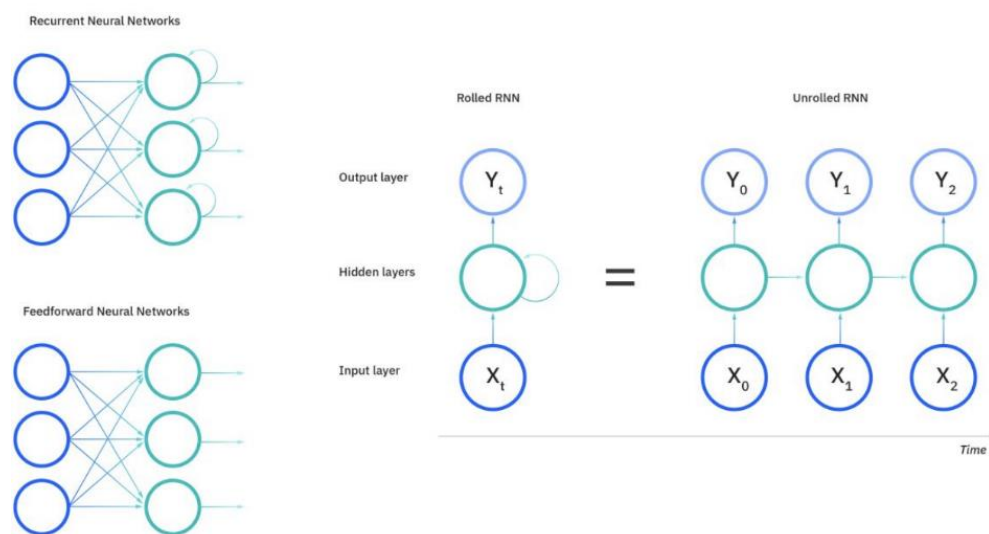 Recurrent Neural Networks
Feedforward Neural Networks
Rolled RNN
Unrolled RNN
Output layer
Yt
Y0
Y1
Y2
Hidden layers
=
Input layer
Xt
X0
X1
X2
Time